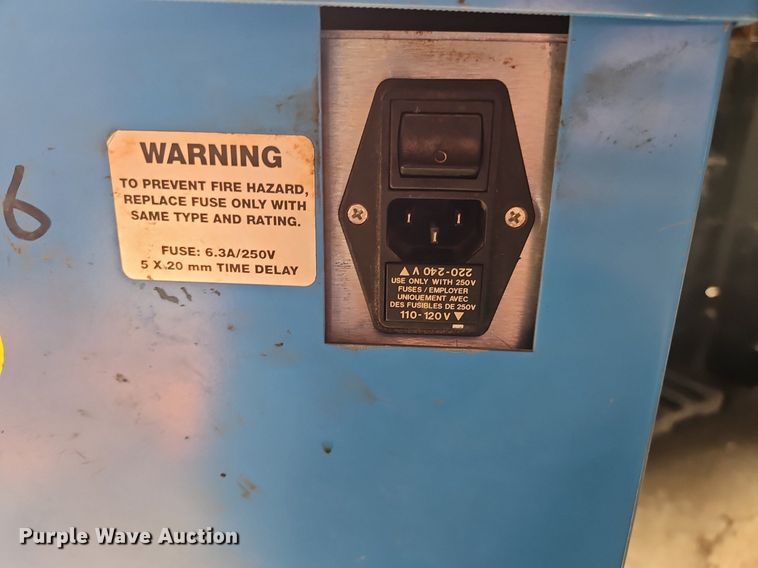 WARNING
TO PREVENT FIRE HAZARD,
REPLACE FUSE ONLY WITH
SAME TYPE AND RATING.
FUSE: 6.3A/250V
5 X 20 mm TIME DELAY
6
▲ 220-240 V
USE ONLY WITH 250V
FUSES / EMPLOYER
UNIQUEMENT AVEC
DES FUSIBLES DE 250V
110-120V ▼
Purple Wave Auction